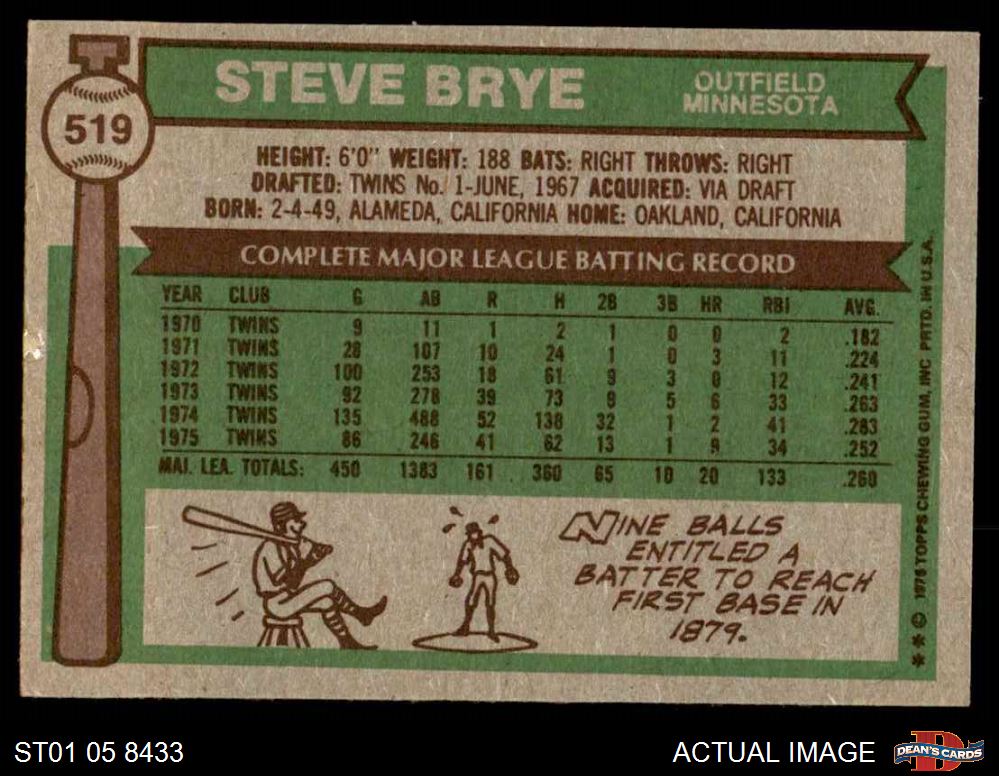 519
STEVE BRYE
OUTFIELD
MINNESOTA
HEIGHT: 6'0" WEIGHT: 188 BATS: RIGHT THROWS: RIGHT
DRAFTED: TWINS No. 1-JUNE, 1967 ACQUIRED: VIA DRAFT
BORN: 2-4-49, ALAMEDA, CALIFORNIA HOME: OAKLAND, CALIFORNIA
COMPLETE MAJOR LEAGUE BATTING RECORD
YEAR CLUB G AB R H 2B 3B HR RBI AVG.
1970 TWINS 9 11 1 2 1 0 0 2 .182
1971 TWINS 28 107 10 24 1 0 3 11 .224
1972 TWINS 100 253 18 61 9 3 0 12 .241
1973 TWINS 92 278 39 73 9 5 6 33 .263
1974 TWINS 135 488 52 138 32 1 2 41 .283
1975 TWINS 86 246 41 62 13 1 9 34 .252
MAJ. LEA. TOTALS: 450 1383 161 360 65 10 20 133 .260
NINE BALLS
ENTITLED A
BATTER TO REACH
FIRST BASE IN
1879.
* * © 1976 TOPPS CHEWING GUM, INC PRTD. IN U.S.A.
ST01 05 8433
ACTUAL IMAGE
DEAN'S CARDS